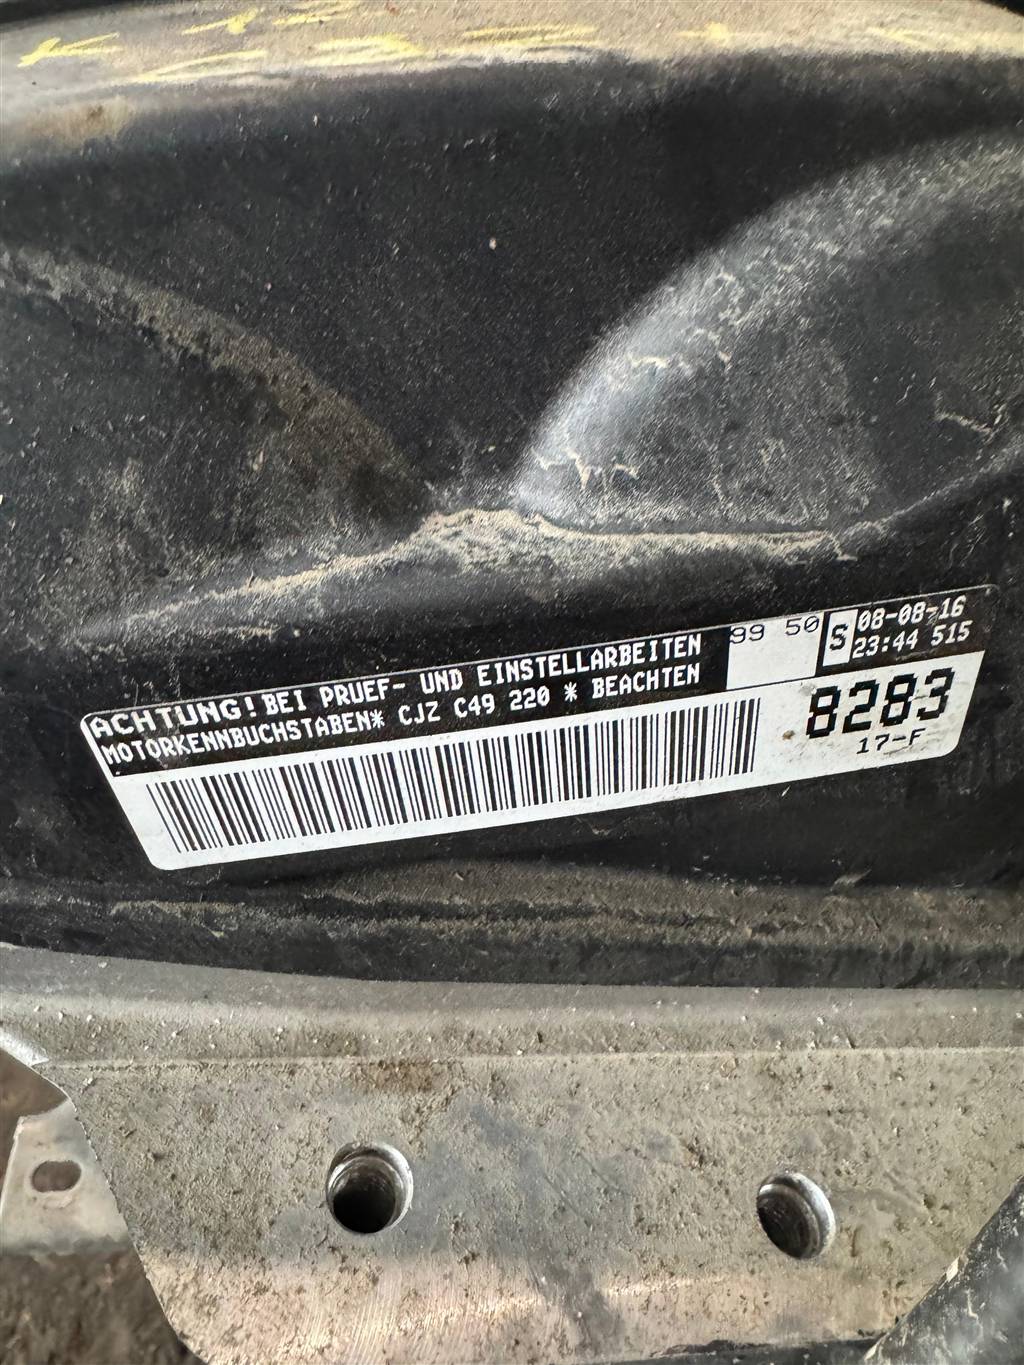 ACHTUNG! BEI PRUEF- UND EINSTELLARBEITEN
MOTORKENNBUCHSTABEN* CJZ C49 220 * BEACHTEN
99 50
S
08-08-16
23:44 515
8283
17-F